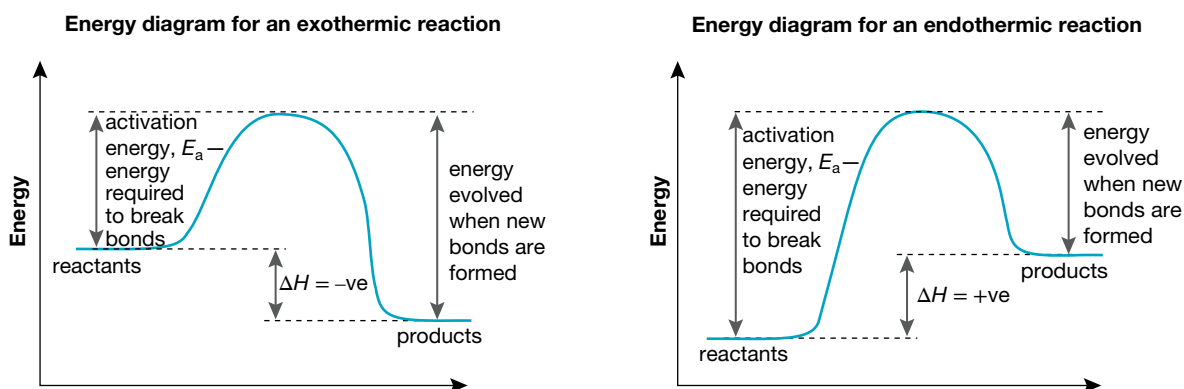 Energy diagram for an exothermic reaction
Energy
activation
energy, Eₐ—
energy
required
to break
bonds
reactants
ΔH = –ve
energy
evolved
when new
bonds are
formed
products
Energy diagram for an endothermic reaction
Energy
activation
energy, Eₐ—
energy
required
to break
bonds
reactants
ΔH = +ve
energy
evolved
when new
bonds are
formed
products